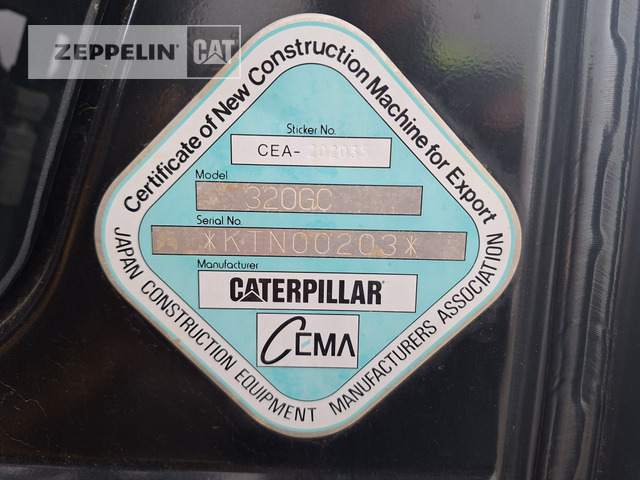 ZEPPELIN CAT
Certificate of New Construction Machine for Export
Sticker No.
CEA-
Model
320GC
Serial No.
*KTN00203*
Manufacturer
CATERPILLAR
CEMA
JAPAN CONSTRUCTION EQUIPMENT MANUFACTURERS ASSOCIATION